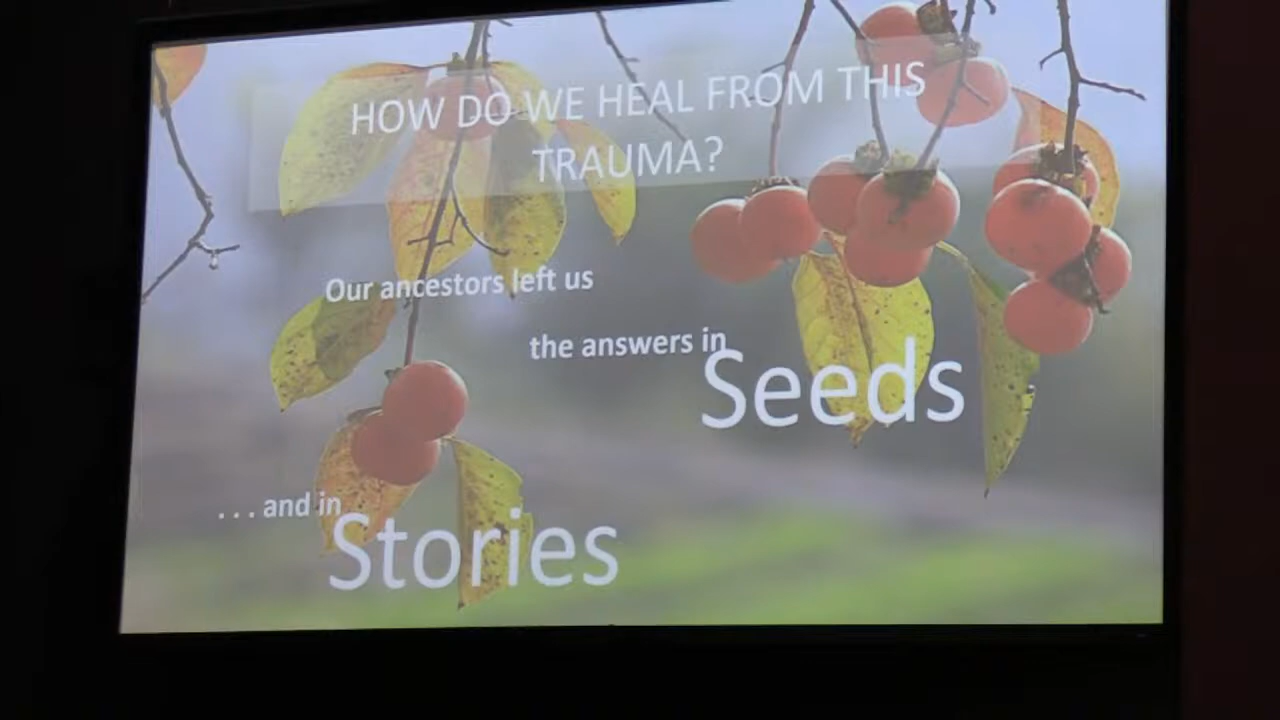 HOW DO WE HEAL FROM THIS
TRAUMA?
Our ancestors left us
the answers in
Seeds
. . . and in
Stories